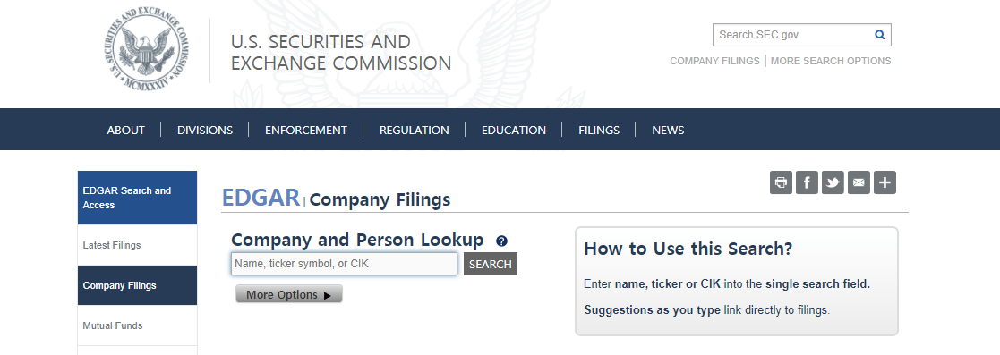 U.S. SECURITIES AND EXCHANGE COMMISSION
MCMXXXIV
U.S. SECURITIES AND
EXCHANGE COMMISSION
Search SEC.gov
COMPANY FILINGS | MORE SEARCH OPTIONS
ABOUT DIVISIONS ENFORCEMENT REGULATION EDUCATION FILINGS NEWS
EDGAR Search and
Access
Latest Filings
Company Filings
Mutual Funds
EDGAR | Company Filings
Company and Person Lookup ?
Name, ticker symbol, or CIK
SEARCH
More Options
How to Use this Search?
Enter name, ticker or CIK into the single search field.
Suggestions as you type link directly to filings.